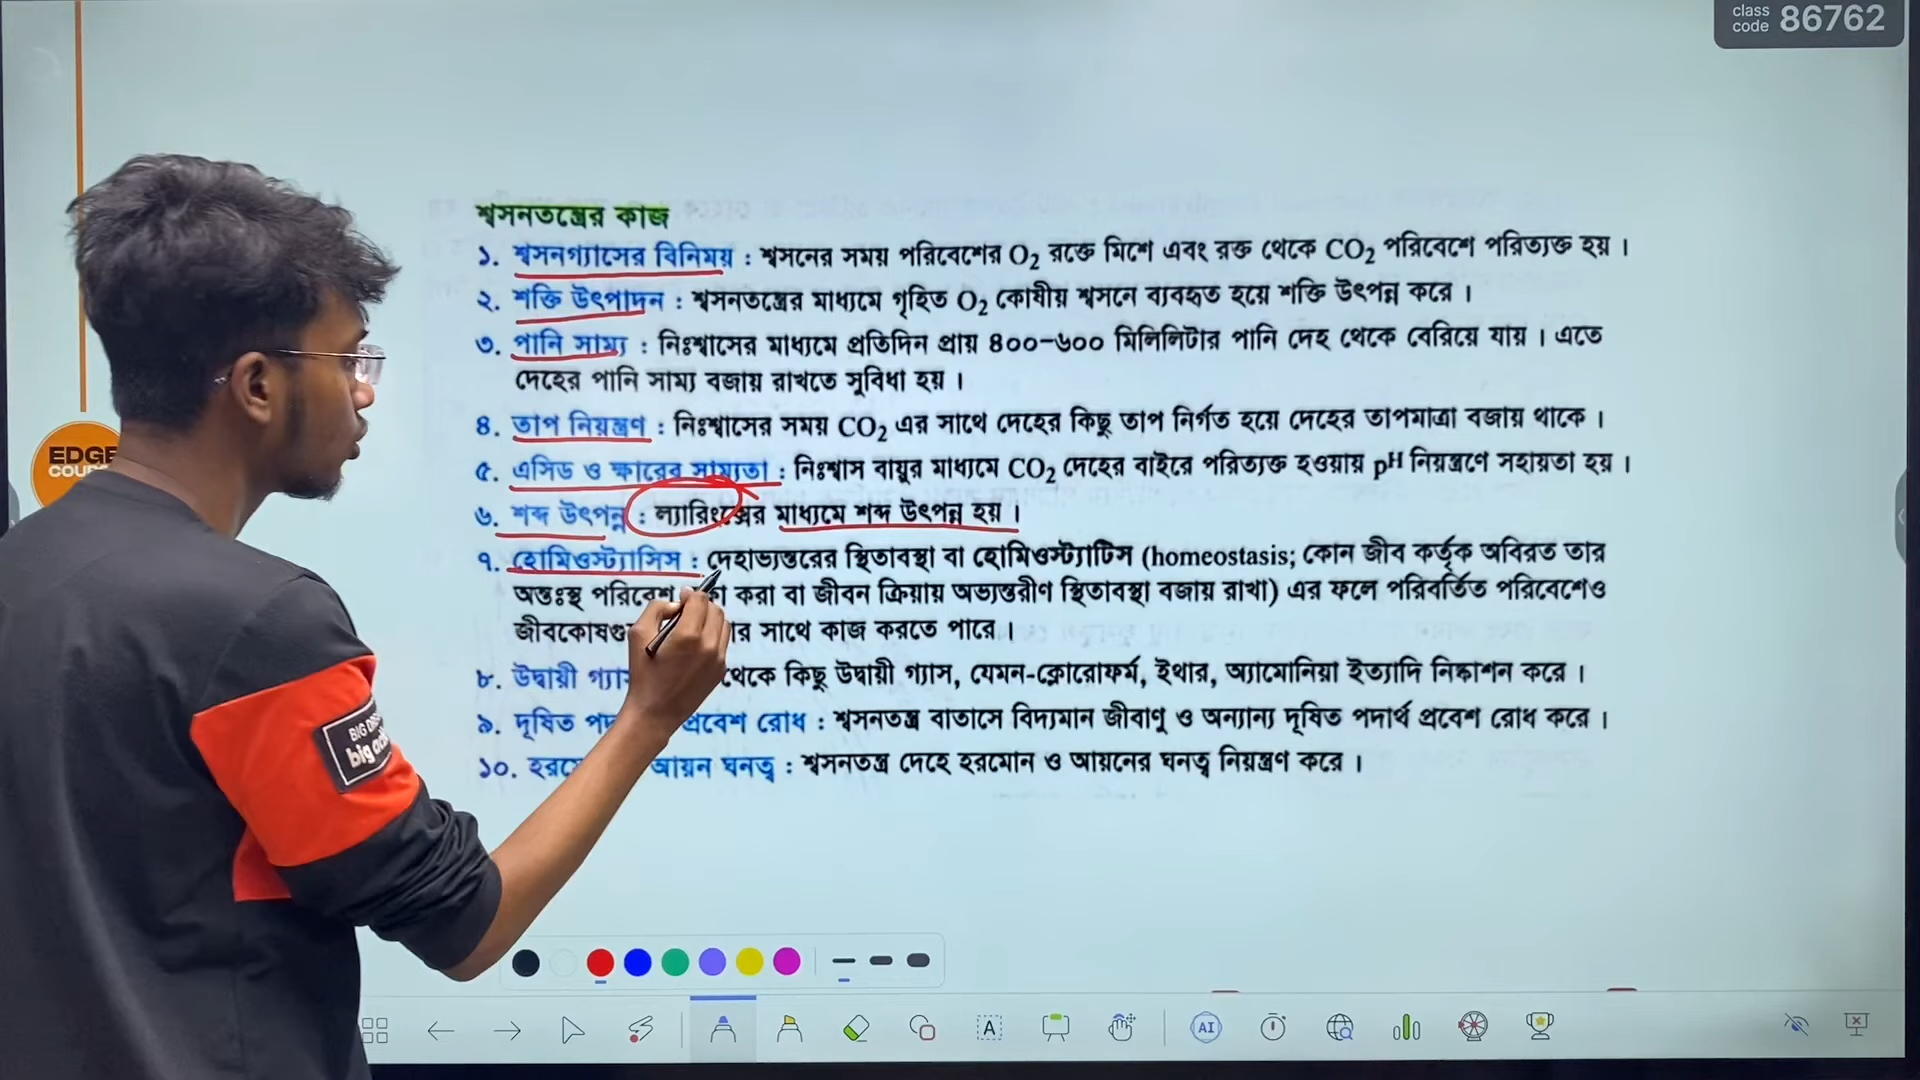 class
code 86762
শ্বসনতন্ত্রের কাজ
১. শ্বসনগ্যাসের বিনিময় : শ্বসনের সময় পরিবেশের O₂ রক্তে মিশে এবং রক্ত থেকে CO₂ পরিবেশে পরিত্যক্ত হয়।
২. শক্তি উৎপাদন : শ্বসনতন্ত্রের মাধ্যমে গৃহিত O₂ কোষীয় শ্বসনে ব্যবহৃত হয়ে শক্তি উৎপন্ন করে।
৩. পানি সাম্য : নিঃশ্বাসের মাধ্যমে প্রতিদিন প্রায় ৪০০-৬০০ মিলিলিটার পানি দেহ থেকে বেরিয়ে যায়। এতে
দেহের পানি সাম্য বজায় রাখতে সুবিধা হয়।
৪. তাপ নিয়ন্ত্রণ : নিঃশ্বাসের সময় CO₂ এর সাথে দেহের কিছু তাপ নির্গত হয়ে দেহের তাপমাত্রা বজায় থাকে।
EDGE
COU
৫. এসিড ও ক্ষারের সাম্যতা : নিঃশ্বাস বায়ুর মাধ্যমে CO₂ দেহের বাইরে পরিত্যক্ত হওয়ায় pH নিয়ন্ত্রণে সহায়তা হয়।
৬. শব্দ উৎপন্ন : ল্যারিংক্সের মাধ্যমে শব্দ উৎপন্ন হয়।
৭. হোমিওস্ট্যাসিস : দেহাভ্যন্তরের স্থিতাবস্থা বা হোমিওস্ট্যাটিস (homeostasis; কোন জীব কর্তৃক অবিরত তার
অন্তঃস্থ পরিবেশ করা বা জীবন ক্রিয়ায় অভ্যন্তরীণ স্থিতাবস্থা বজায় রাখা) এর ফলে পরিবর্তিত পরিবেশেও
জীবকোষগু র সাথে কাজ করতে পারে।
৮. উদ্বায়ী গ্যা থেকে কিছু উদ্বায়ী গ্যাস, যেমন-ক্লোরোফর্ম, ইথার, অ্যামোনিয়া ইত্যাদি নিষ্কাশন করে।
৯. দূষিত পদ প্রবেশ রোধ : শ্বসনতন্ত্র বাতাসে বিদ্যমান জীবাণু ও অন্যান্য দূষিত পদার্থ প্রবেশ রোধ করে।
BIG D
big a
১০. হরমো আয়ন ঘনত্ব : শ্বসনতন্ত্র দেহে হরমোন ও আয়নের ঘনত্ব নিয়ন্ত্রণ করে।
A
AI